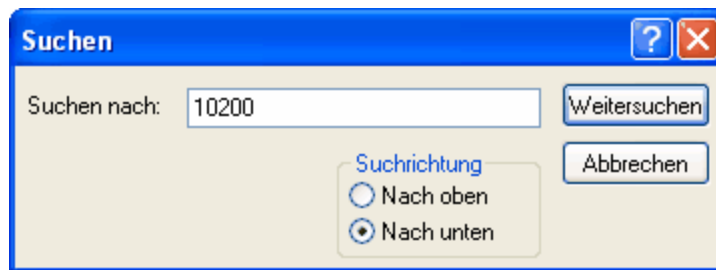 Suchen
Suchen nach: 10200 Weitersuchen
Suchrichtung Abbrechen
Nach oben
Nach unten